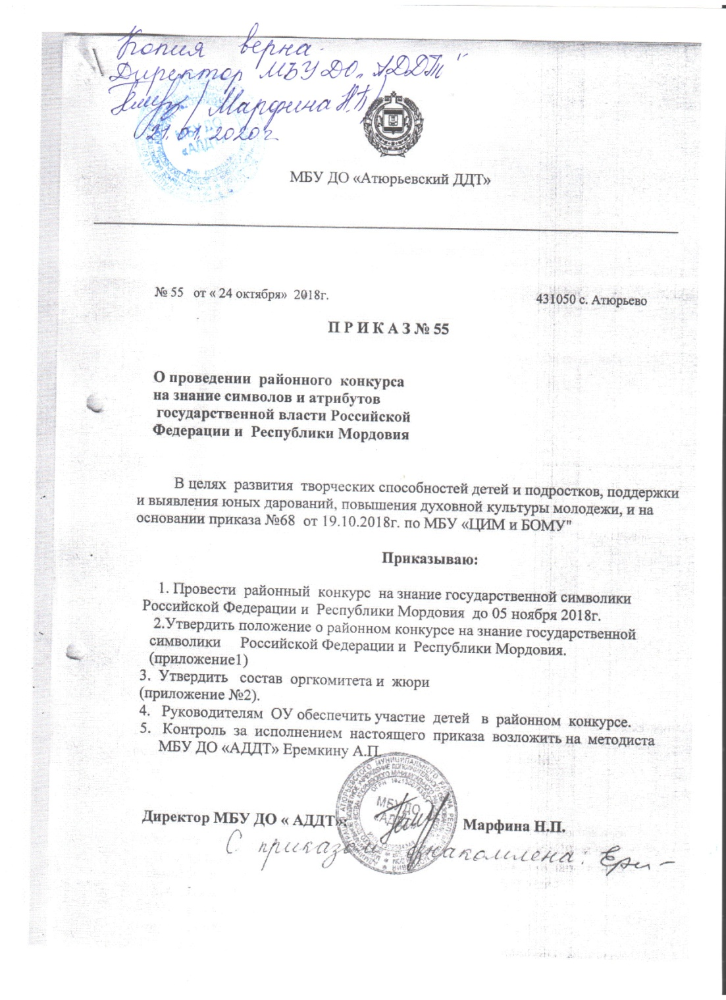 Копия верна.
Директор МБУ ДО „АДДТ"
Марфина Н.П.
21.01.2020г
МБУ ДО
«АДДТ»
МБУ ДО «Атюрьевский ДДТ»
№ 55 от « 24 октября» 2018г.
431050 с. Атюрьево
П Р И К А З № 55
О проведении районного конкурса
на знание символов и атрибутов
государственной власти Российской
Федерации и Республики Мордовия
В целях развития творческих способностей детей и подростков, поддержки
и выявления юных дарований, повышения духовной культуры молодежи, и на
основании приказа №68 от 19.10.2018г. по МБУ «ЦИМ и БОМУ"
Приказываю:
1. Провести районный конкурс на знание государственной символики
Российской Федерации и Республики Мордовия до 05 ноября 2018г.
2.Утвердить положение о районном конкурсе на знание государственной
символики Российской Федерации и Республики Мордовия.
(приложение1)
3. Утвердить состав оргкомитета и жюри
(приложение №2).
4. Руководителям ОУ обеспечить участие детей в районном конкурсе.
5. Контроль за исполнением настоящего приказа возложить на методиста
МБУ ДО «АДДТ» Еремкину А.П.
МБУ ДО
Директор МБУ ДО « АДДТ»:
Марфина Н.П.
С приказом ознакомлена: